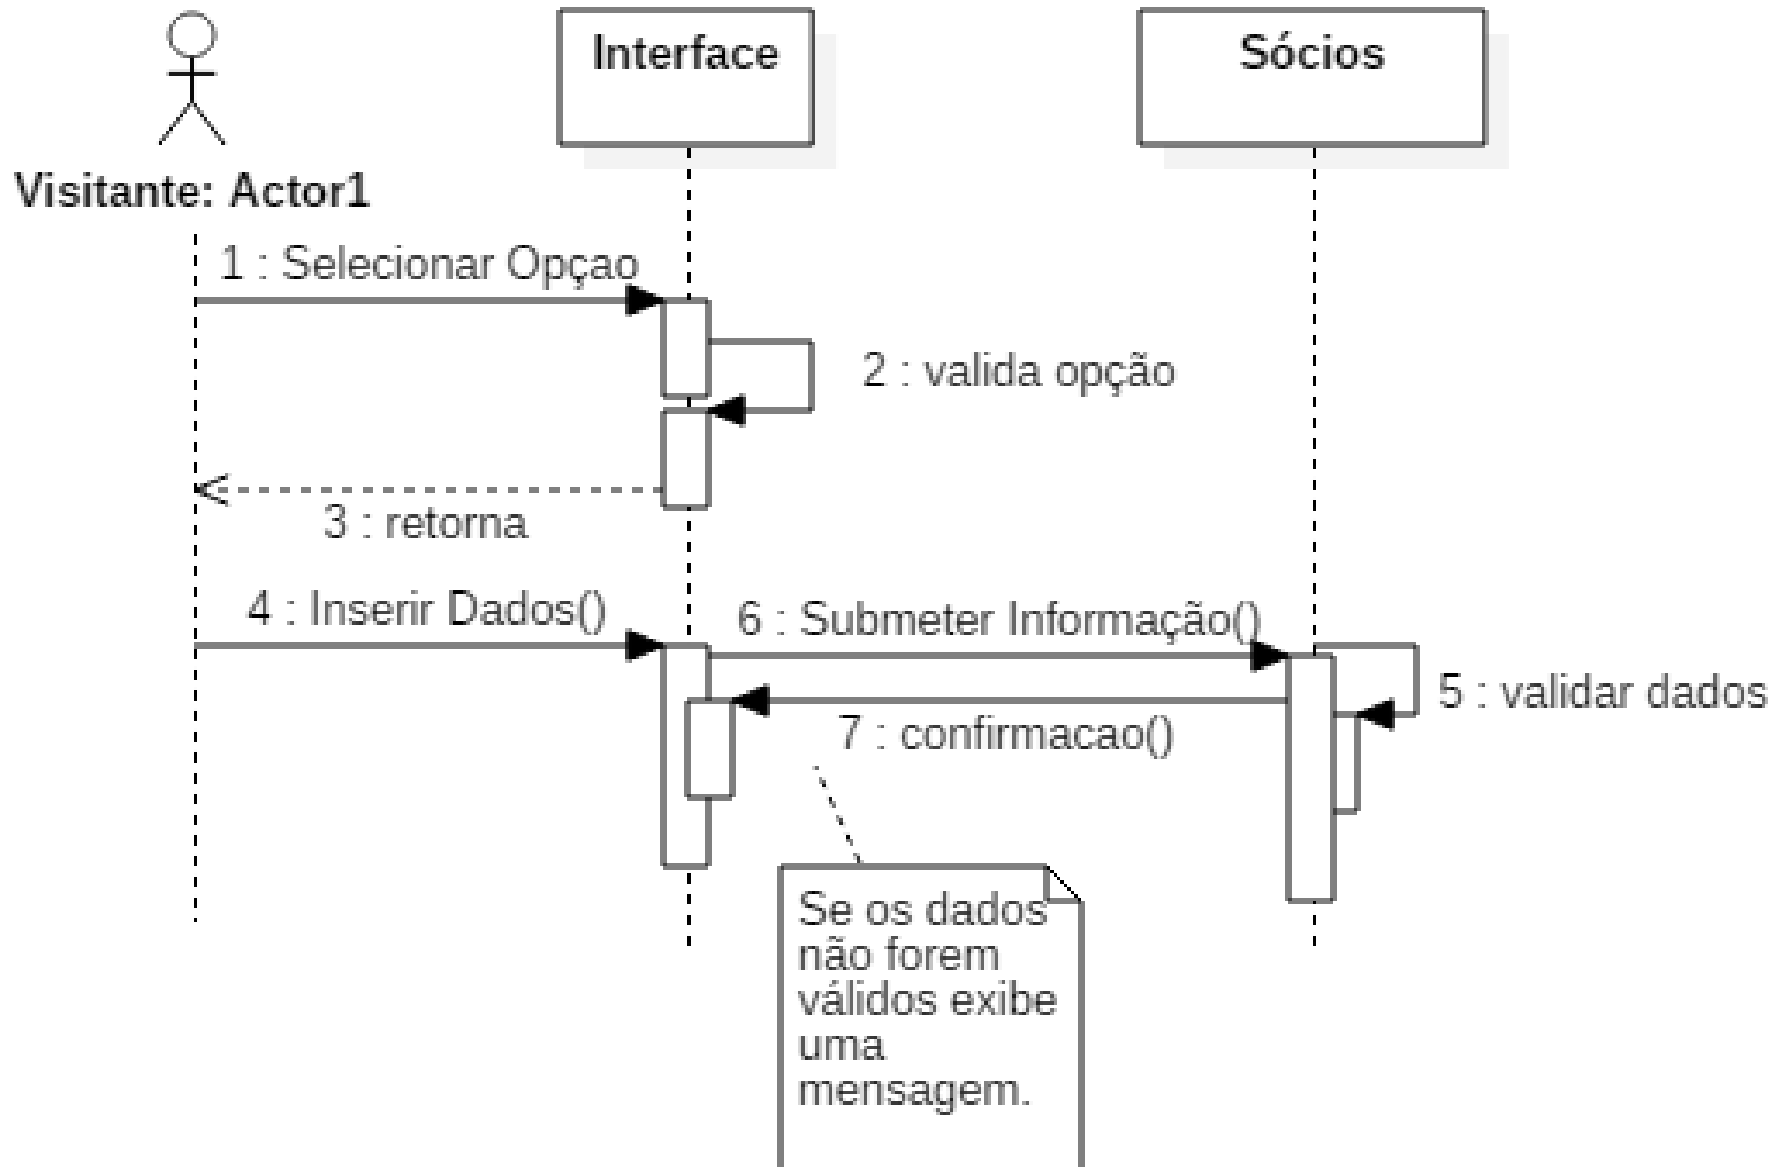 Interface
Sócios
Visitante: Actor1
1 : Selecionar Opçao
2 : valida opção
3 : retorna
4 : Inserir Dados()
6 : Submeter Informação()
5 : validar dados
7 : confirmacao()
Se os dados
não forem
válidos exibe
uma
mensagem.